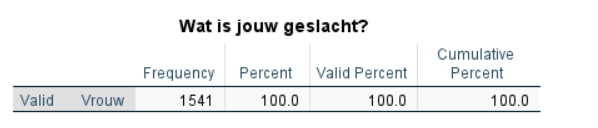 Wat is jouw geslacht?
Frequency Percent Valid Percent Cumulative Percent
Valid Vrouw 1541 100.0 100.0 100.0